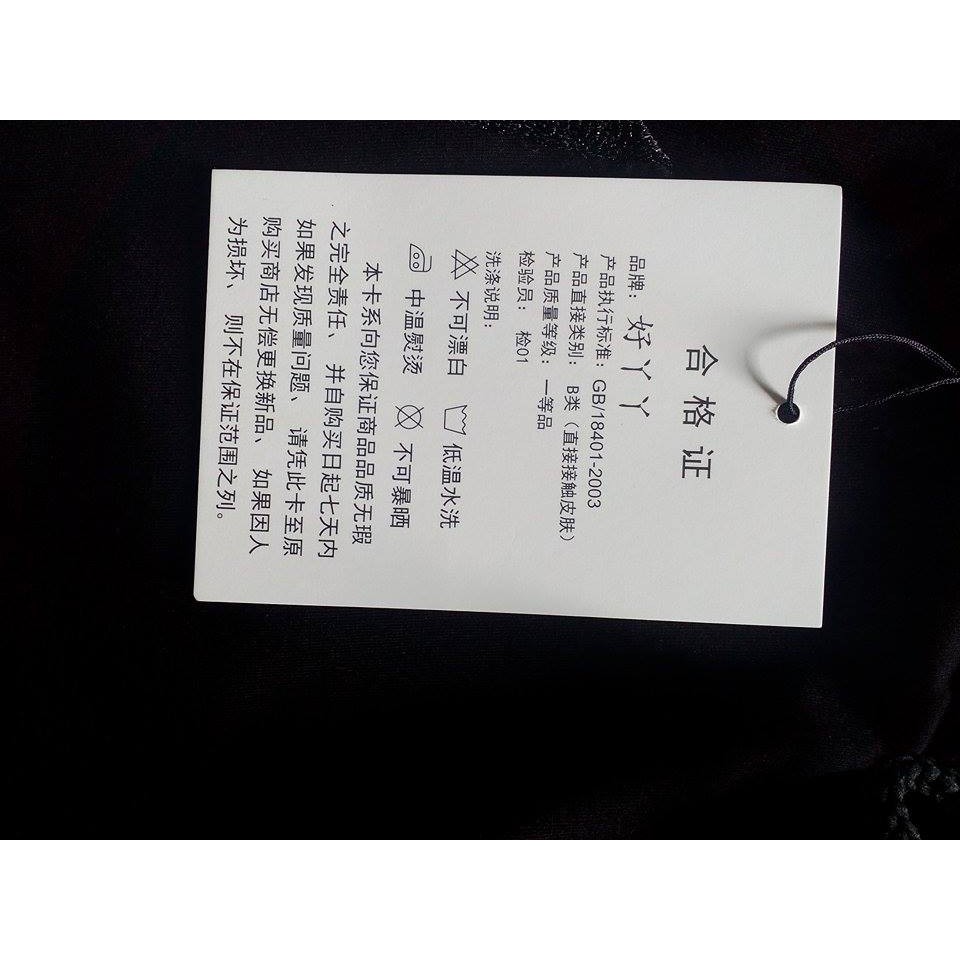 合格证
品牌：好丫丫
产品执行标准：GB/18401-2003
产品直接类别：B类（直接接触皮肤）
产品质量等级：一等品
检验员：检01
洗涤说明：
不可漂白 低温水洗
中温熨烫 不可暴晒
本卡系向您保证商品品质无瑕
之完全责任、并自购买日起七天内
如果发现质量问题、请凭此卡至原
购买商店无偿更换新品、如果因人
为损坏、则不在保证范围之列。